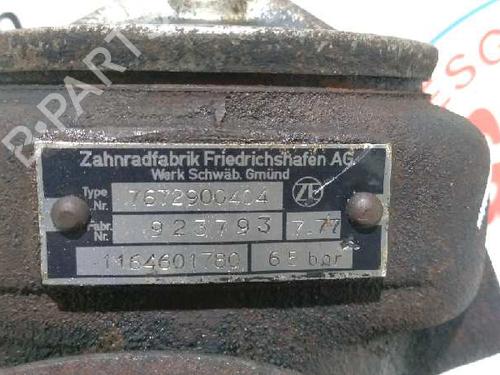 B-PART
Zahnradfabrik Friedrichshafen AG
Werk Schwäb. Gmünd
Type
Nr. 7672900404
ZF
Fabr.
Nr. 923793 7.77
1164601780 65 bar